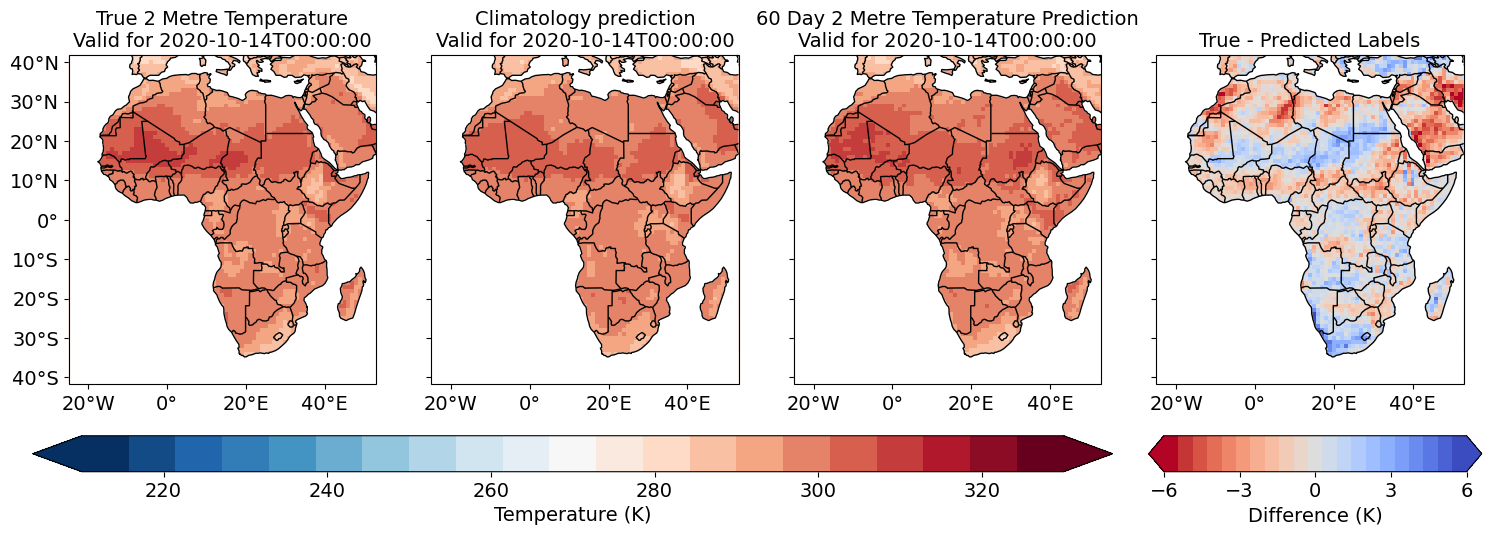 True 2 Metre Temperature
Valid for 2020-10-14T00:00:00
Climatology prediction
Valid for 2020-10-14T00:00:00
60 Day 2 Metre Temperature Prediction
Valid for 2020-10-14T00:00:00
True - Predicted Labels
40°N
30°N
20°N
10°N
0°
10°S
20°S
30°S
40°S
20°W 0° 20°E 40°E
20°W 0° 20°E 40°E
20°W 0° 20°E 40°E
20°W 0° 20°E 40°E
220 240 260 280 300 320
Temperature (K)
−6 −3 0 3 6
Difference (K)